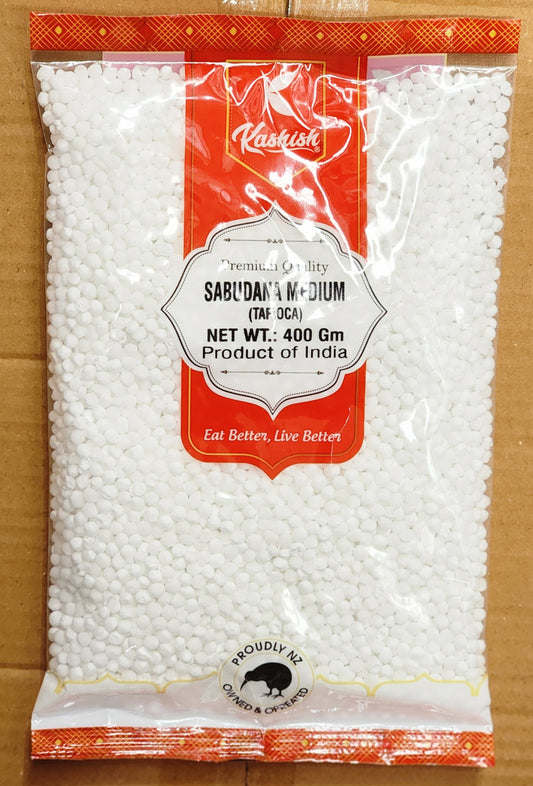 Kashish®
Premium Quality
SABUDANA MEDIUM
(TAPIOCA)
NET WT.: 400 Gm
Product of India
Eat Better, Live Better
PROUDLY NZ
OWNED & OPREATED